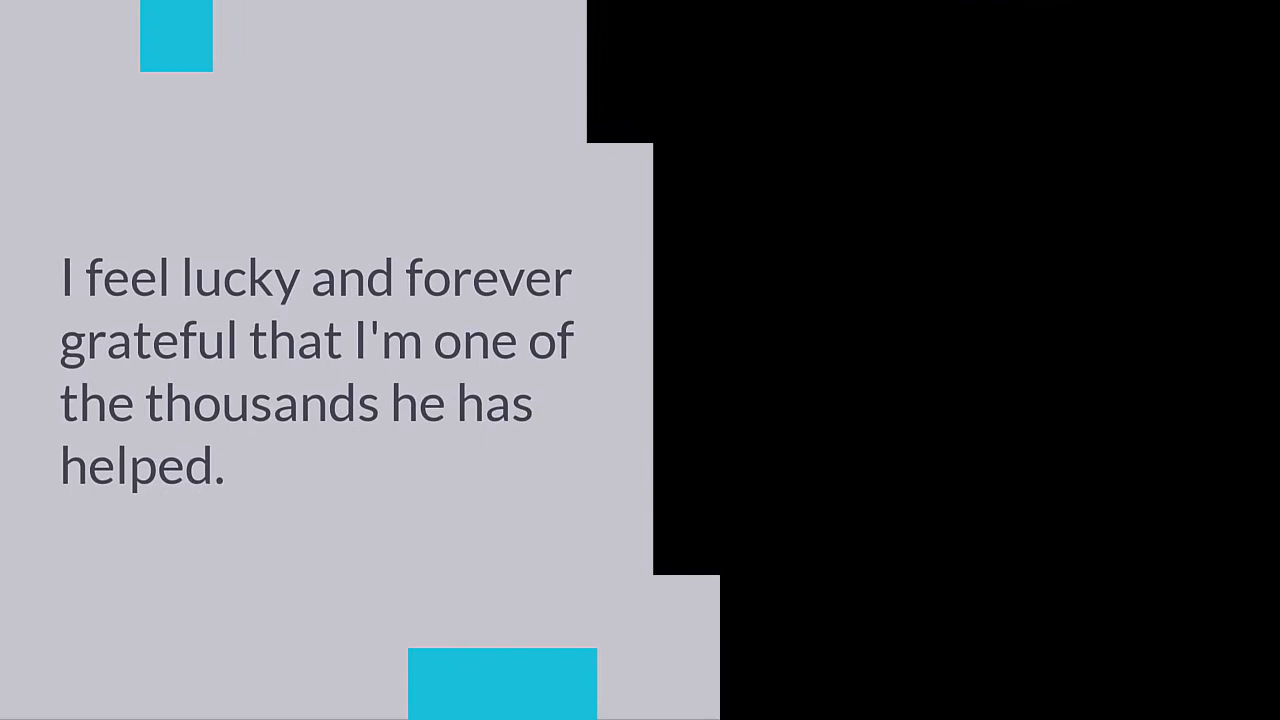 I feel lucky and forever
grateful that I'm one of
the thousands he has
helped.